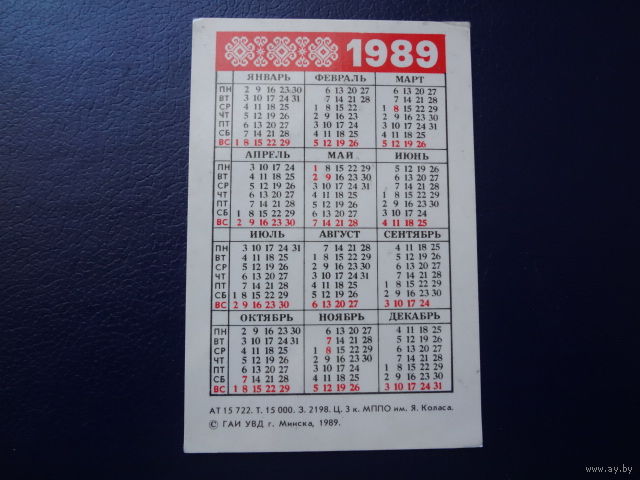 1989
ЯНВАРЬ ФЕВРАЛЬ МАРТ
ПН 2 9 16 23 30 6 13 20 27 6 13 20 27
ВТ 3 10 17 24 31 7 14 21 28 7 14 21 28
СР 4 11 18 25 1 8 15 22 1 8 15 22 29
ЧТ 5 12 19 26 2 9 16 23 2 9 16 23 30
ПТ 6 13 20 27 3 10 17 24 3 10 17 24 31
СБ 7 14 21 28 4 11 18 25 4 11 18 25
ВС 1 8 15 22 29 5 12 19 26 5 12 19 26
АПРЕЛЬ МАЙ ИЮНЬ
ПН 3 10 17 24 1 8 15 22 29 5 12 19 26
ВТ 4 11 18 25 2 9 16 23 30 6 13 20 27
СР 5 12 19 26 3 10 17 24 31 7 14 21 28
ЧТ 6 13 20 27 4 11 18 25 1 8 15 22 29
ПТ 7 14 21 28 5 12 19 26 2 9 16 23 30
СБ 1 8 15 22 29 6 13 20 27 3 10 17 24
ВС 2 9 16 23 30 7 14 21 28 4 11 18 25
ИЮЛЬ АВГУСТ СЕНТЯБРЬ
ПН 3 10 17 24 31 7 14 21 28 4 11 18 25
ВТ 4 11 18 25 1 8 15 22 29 5 12 19 26
СР 5 12 19 26 2 9 16 23 30 6 13 20 27
ЧТ 6 13 20 27 3 10 17 24 31 7 14 21 28
ПТ 7 14 21 28 4 11 18 25 1 8 15 22 29
СБ 1 8 15 22 29 5 12 19 26 2 9 16 23 30
ВС 2 9 16 23 30 6 13 20 27 3 10 17 24
ОКТЯБРЬ НОЯБРЬ ДЕКАБРЬ
ПН 2 9 16 23 30 6 13 20 27 4 11 18 25
ВТ 3 10 17 24 31 7 14 21 28 5 12 19 26
СР 4 11 18 25 1 8 15 22 29 6 13 20 27
ЧТ 5 12 19 26 2 9 16 23 30 7 14 21 28
ПТ 6 13 20 27 3 10 17 24 1 8 15 22 29
СБ 7 14 21 28 4 11 18 25 2 9 16 23 30
ВС 1 8 15 22 29 5 12 19 26 3 10 17 24 31
АТ 15 722. Т. 15 000. З. 2198. Ц. 3 к. МППО им. Я. Коласа.
© ГАИ УВД г. Минска, 1989.
www.ay.by